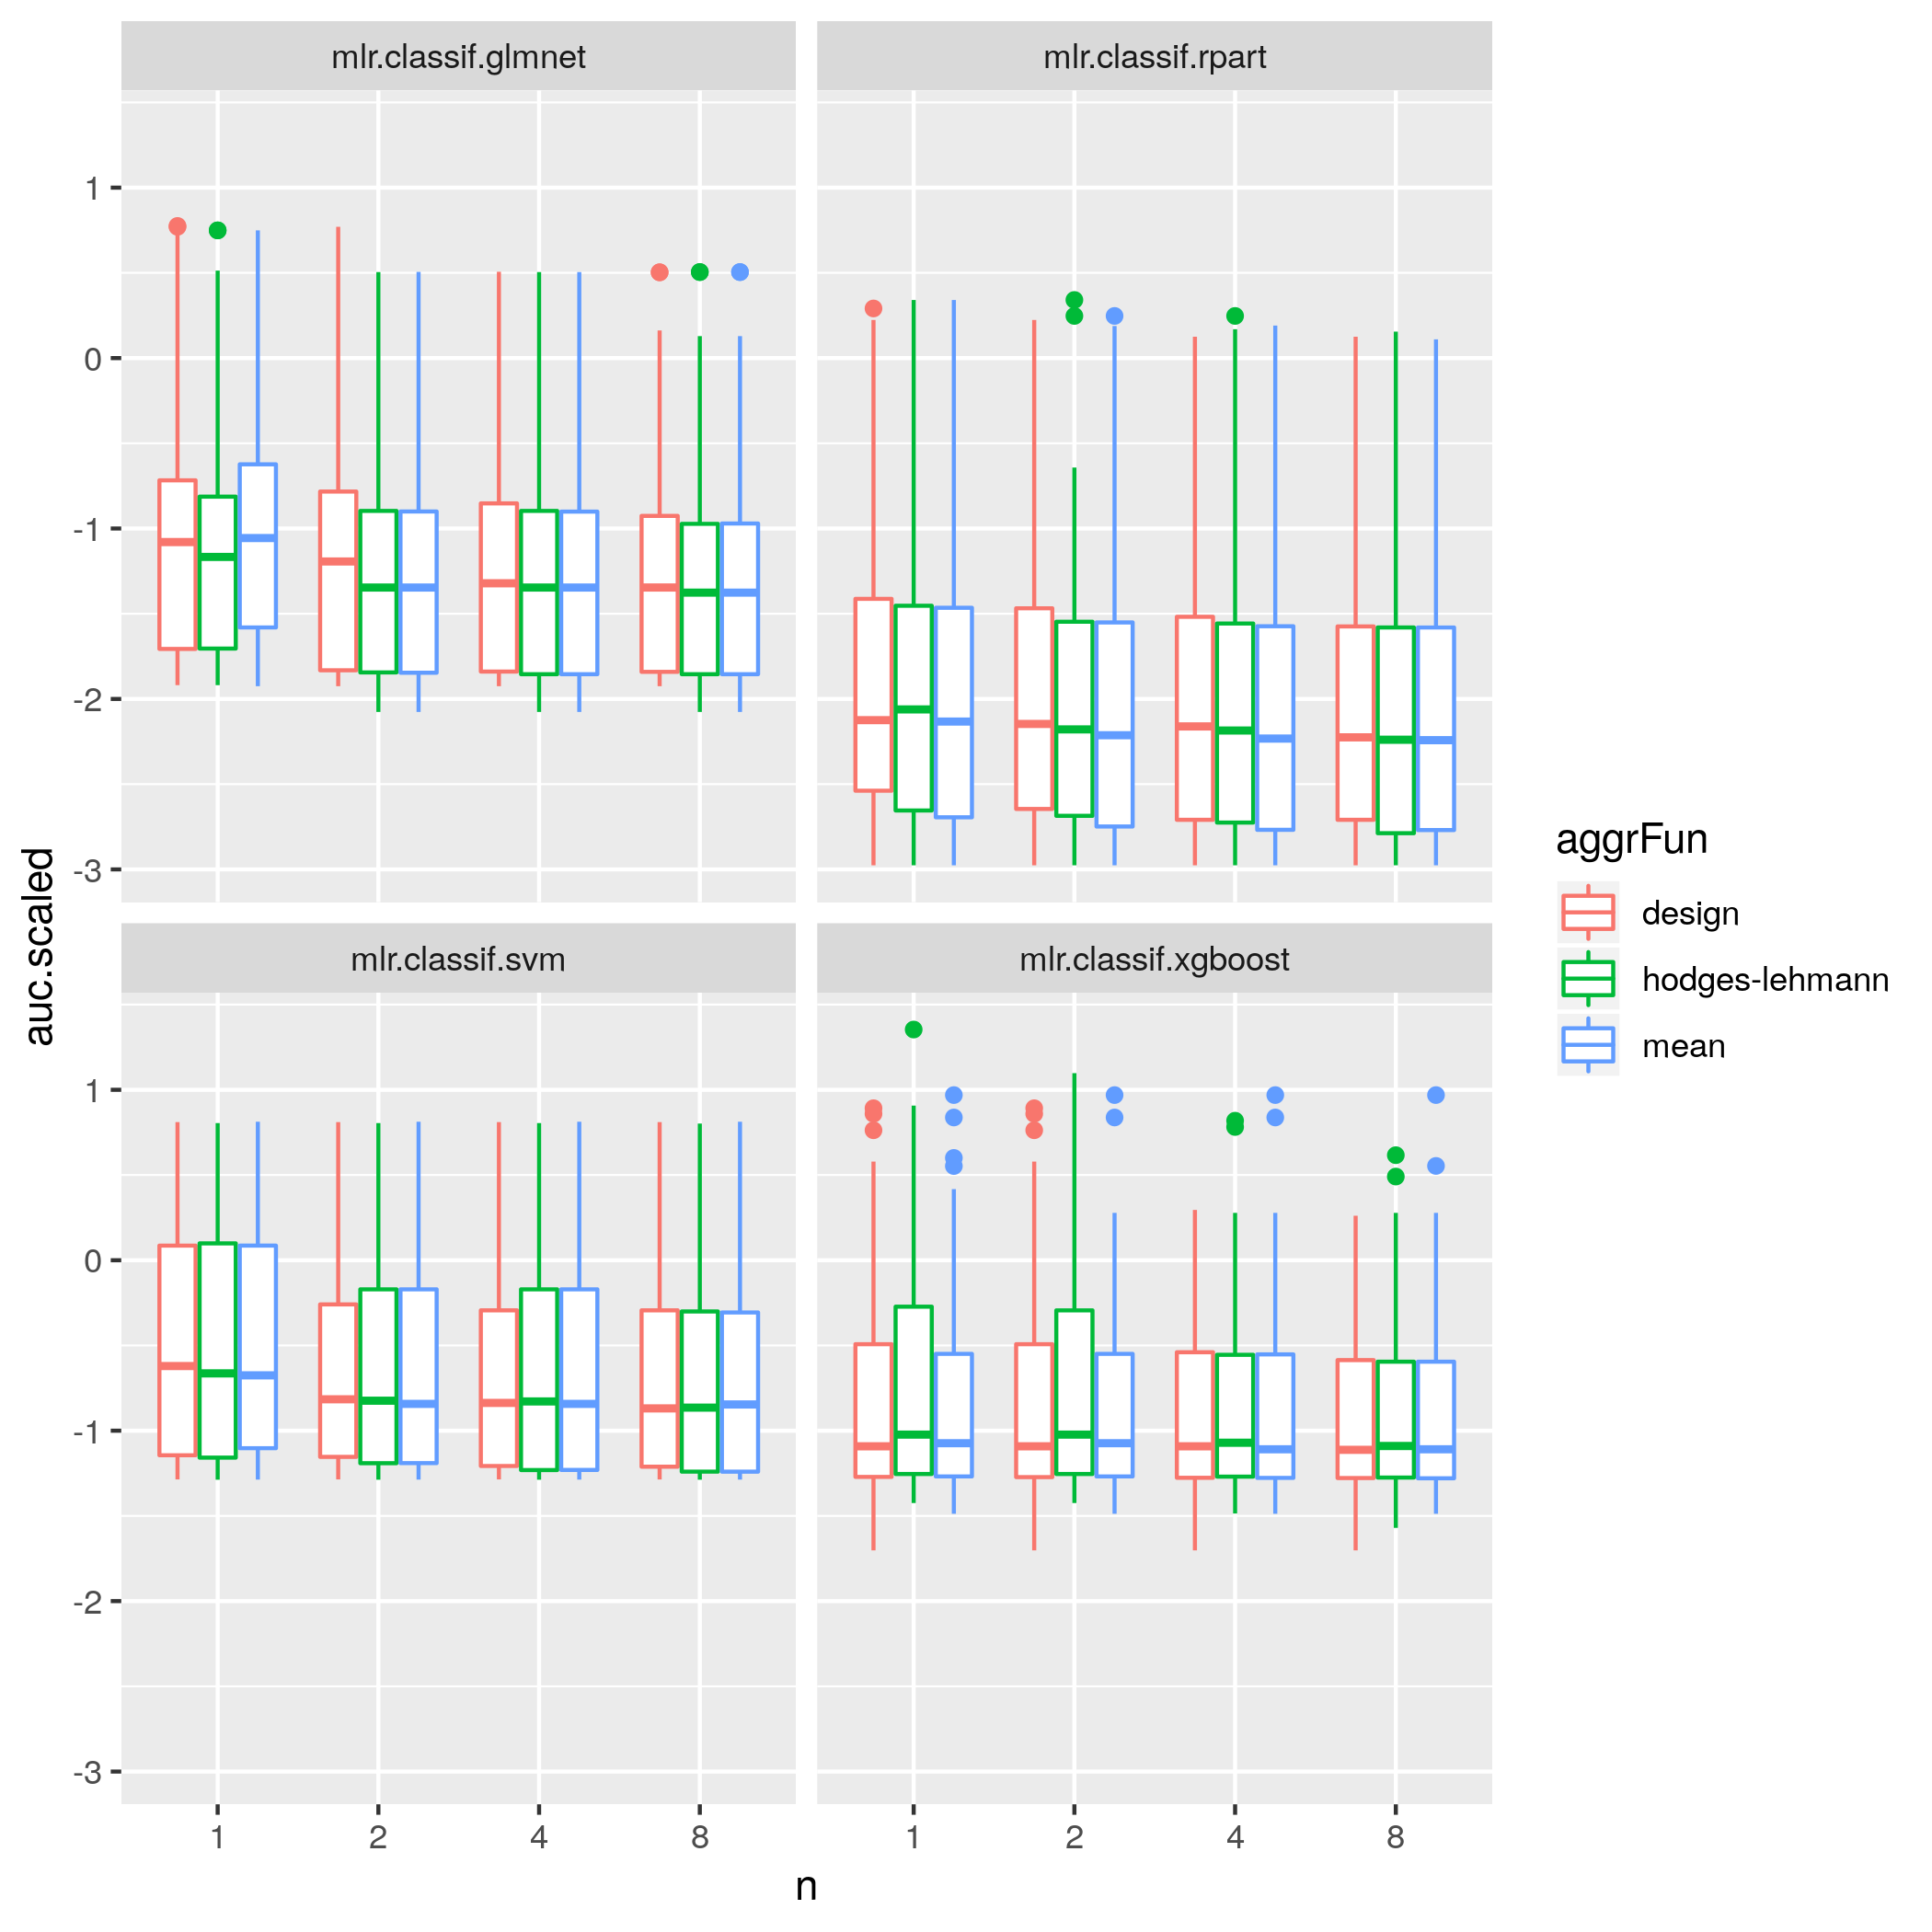 mlr.classif.glmnet
mlr.classif.rpart
1
0
-1
-2
-3
mlr.classif.svm
mlr.classif.xgboost
1
0
-1
-2
-3
auc.scaled
1 2 4 8
1 2 4 8
n
aggrFun
design
hodges-lehmann
mean